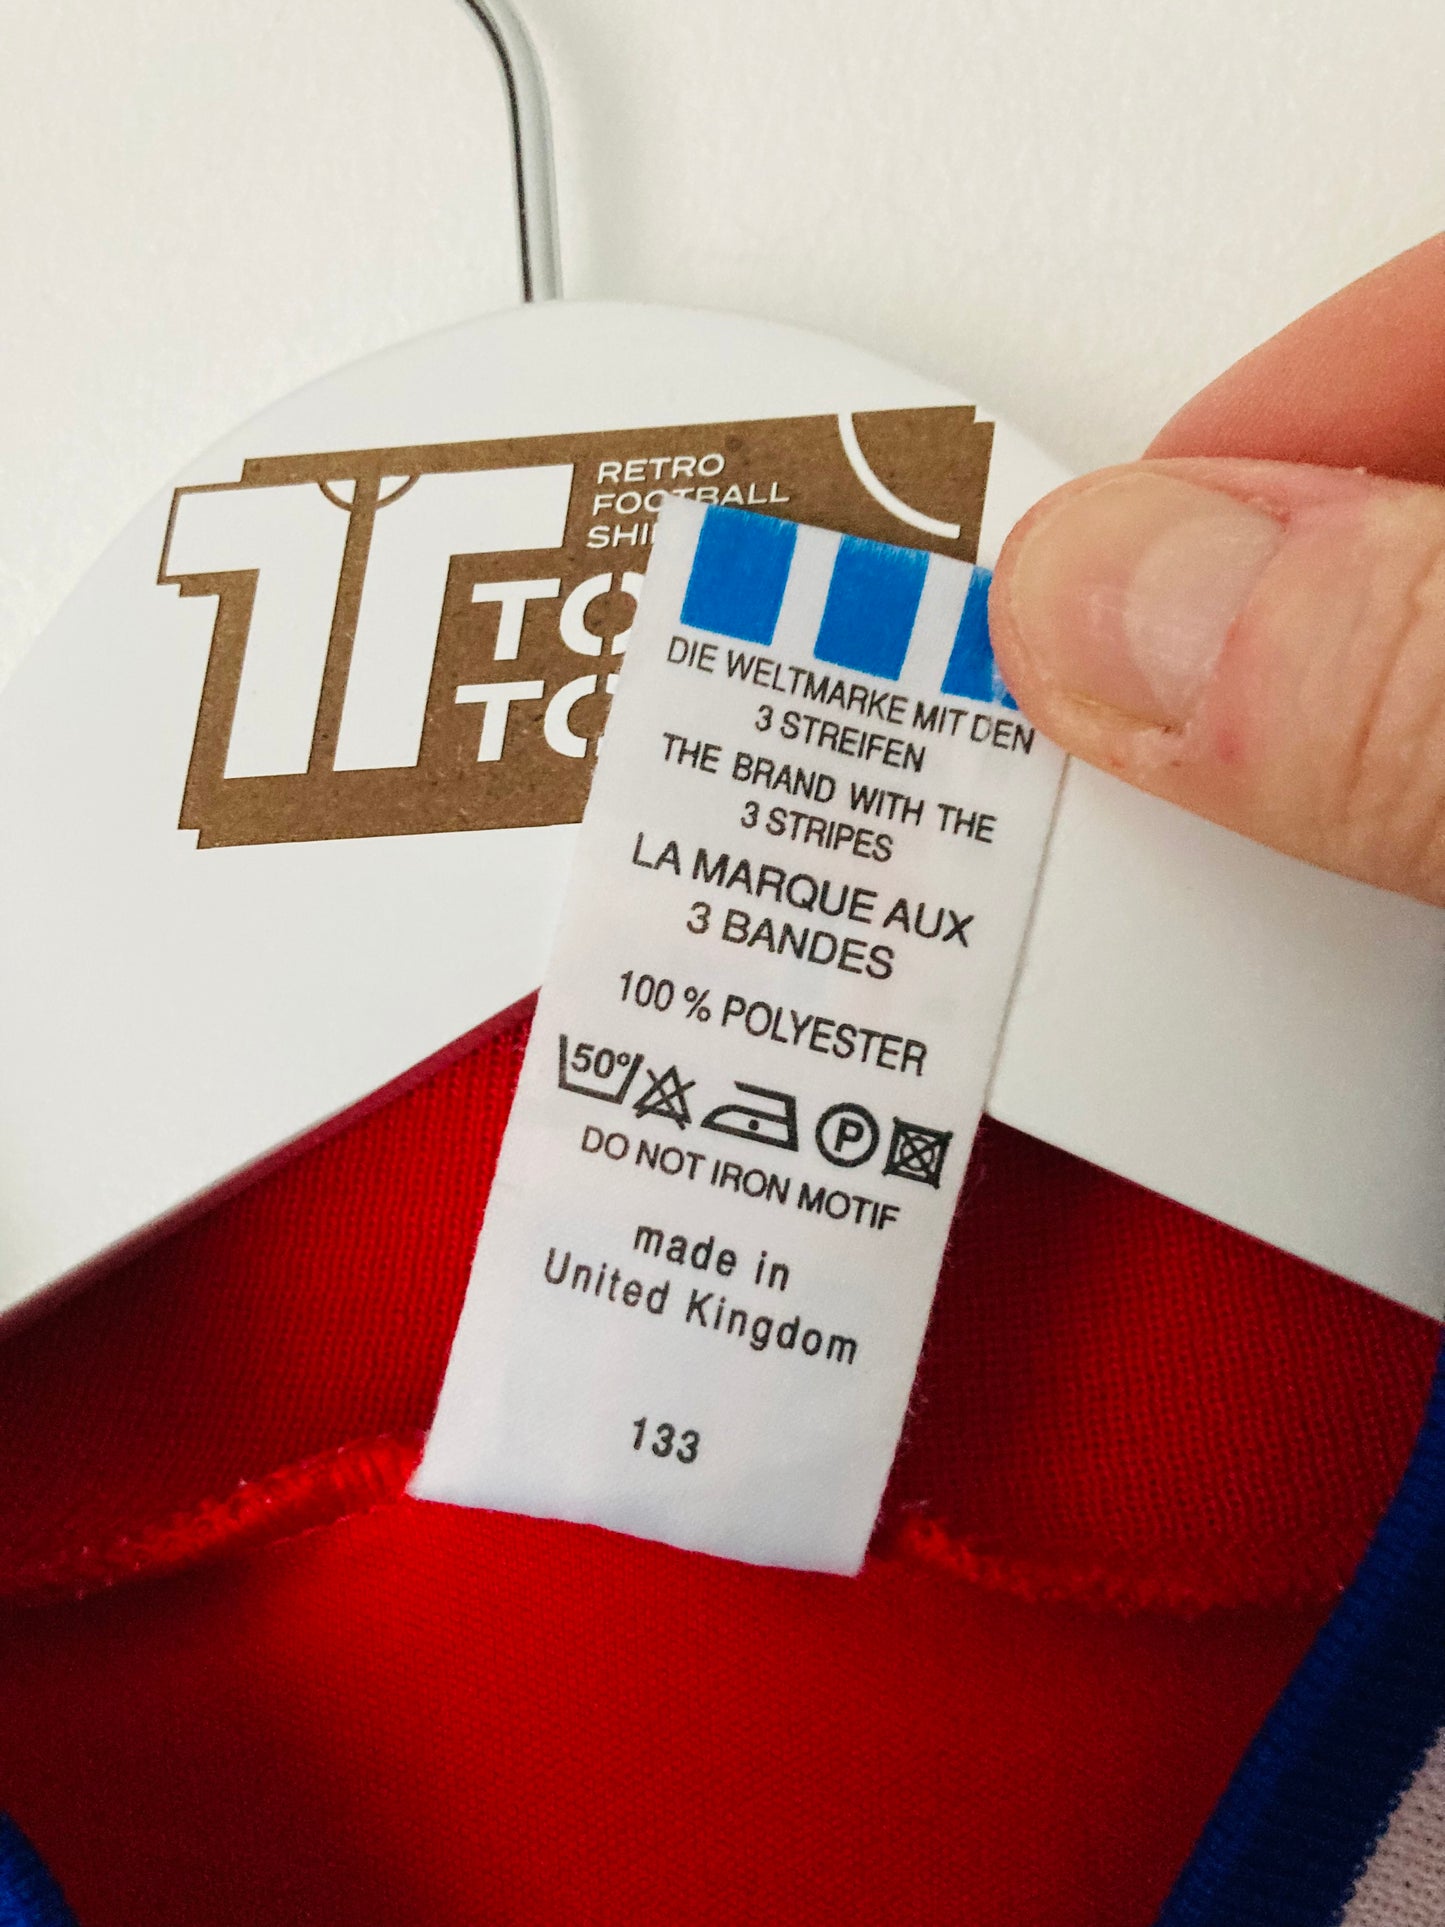 RETRO
FOOTBALL
DIE WELTMARKE MIT DEN
3 STREIFEN
THE BRAND WITH THE
3 STRIPES
LA MARQUE AUX
3 BANDES
100 % POLYESTER
50°
P
DO NOT IRON MOTIF
made in
United Kingdom
133